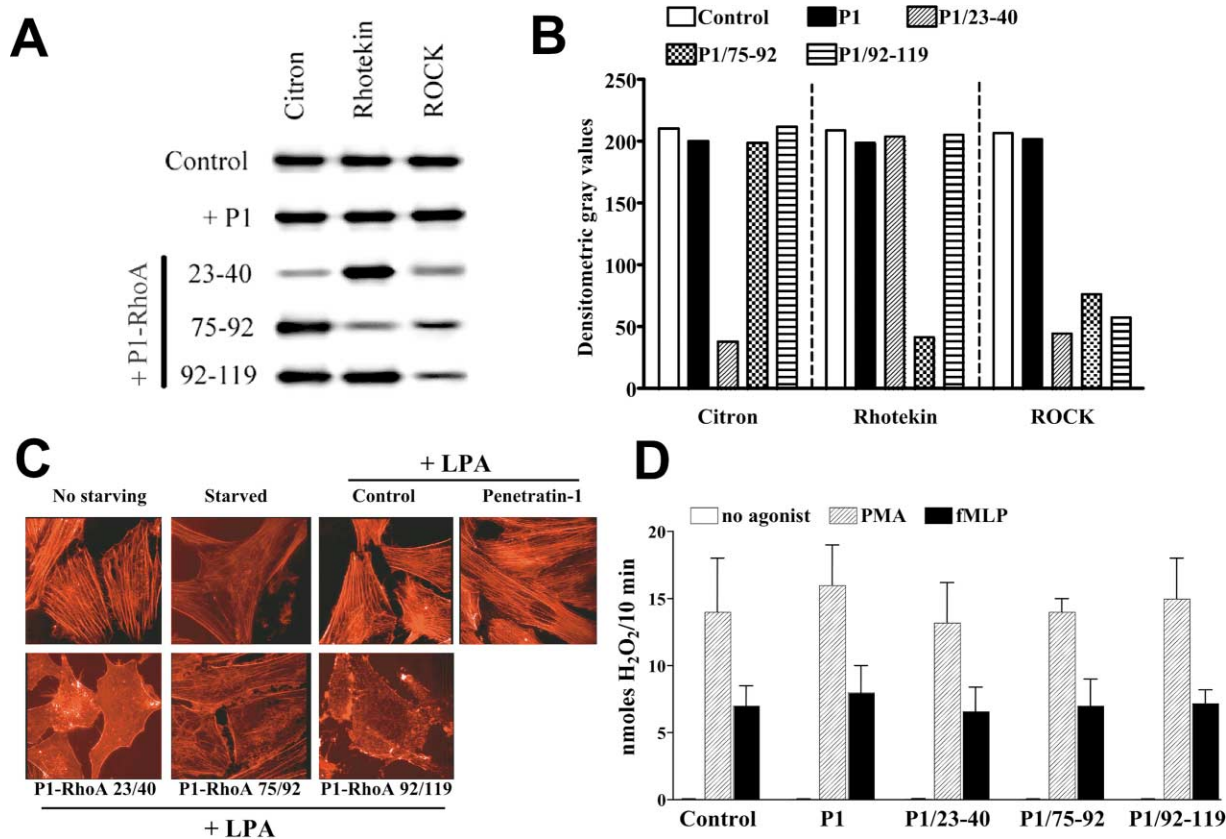 A
Citron
Rhotekin
ROCK
Control
+ P1
+ P1-RhoA
23-40
75-92
92-119
B
Control
P1
P1/23-40
P1/75-92
P1/92-119
Densitometric gray values
250
200
150
100
50
0
Citron Rhotekin ROCK
C
+ LPA
No starving Starved Control Penetratin-1
P1-RhoA 23/40 P1-RhoA 75/92 P1-RhoA 92/119
+ LPA
D
no agonist PMA fMLP
nmoles H₂O₂/10 min
20
15
10
5
0
Control P1 P1/23-40 P1/75-92 P1/92-119